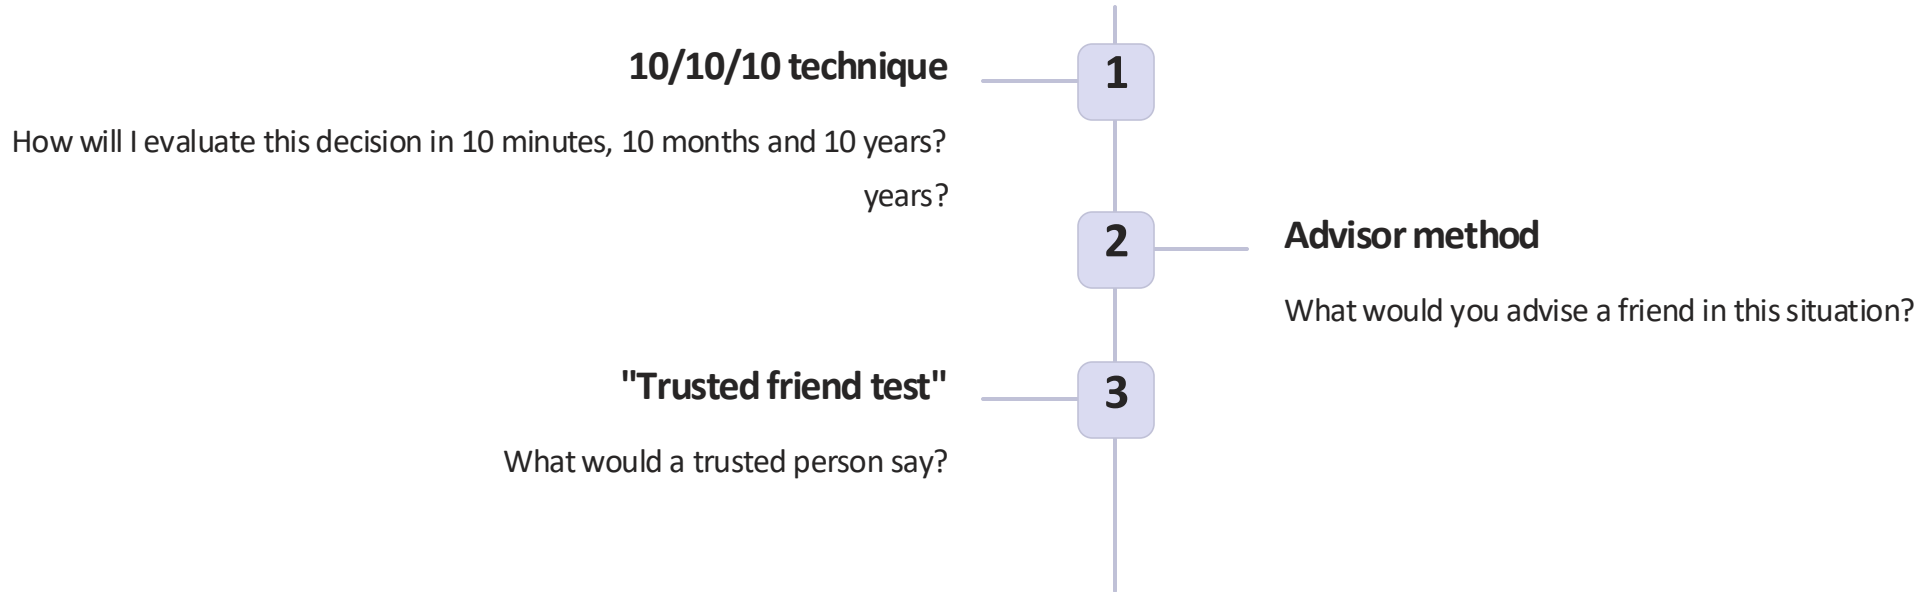 10/10/10 technique
1
How will I evaluate this decision in 10 minutes, 10 months and 10 years?
years?
2
Advisor method
What would you advise a friend in this situation?
"Trusted friend test"
3
What would a trusted person say?